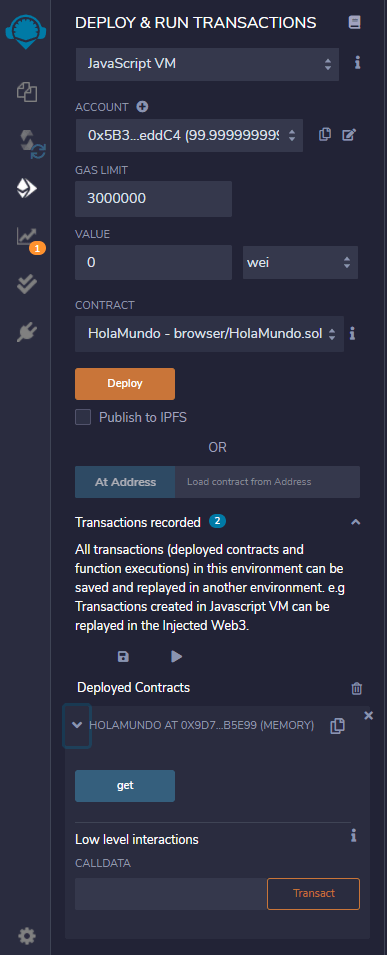 DEPLOY & RUN TRANSACTIONS
JavaScript VM
ACCOUNT
0x5B3...eddC4 (99.999999999
GAS LIMIT
3000000
VALUE
0
wei
1
CONTRACT
HolaMundo - browser/HolaMundo.sol
Deploy
Publish to IPFS
OR
At Address
Load contract from Address
Transactions recorded 2
All transactions (deployed contracts and
function executions) in this environment can be
saved and replayed in another environment. e.g
Transactions created in Javascript VM can be
replayed in the Injected Web3.
Deployed Contracts
HOLAMUNDO AT 0X9D7...B5E99 (MEMORY)
get
Low level interactions
CALLDATA
Transact